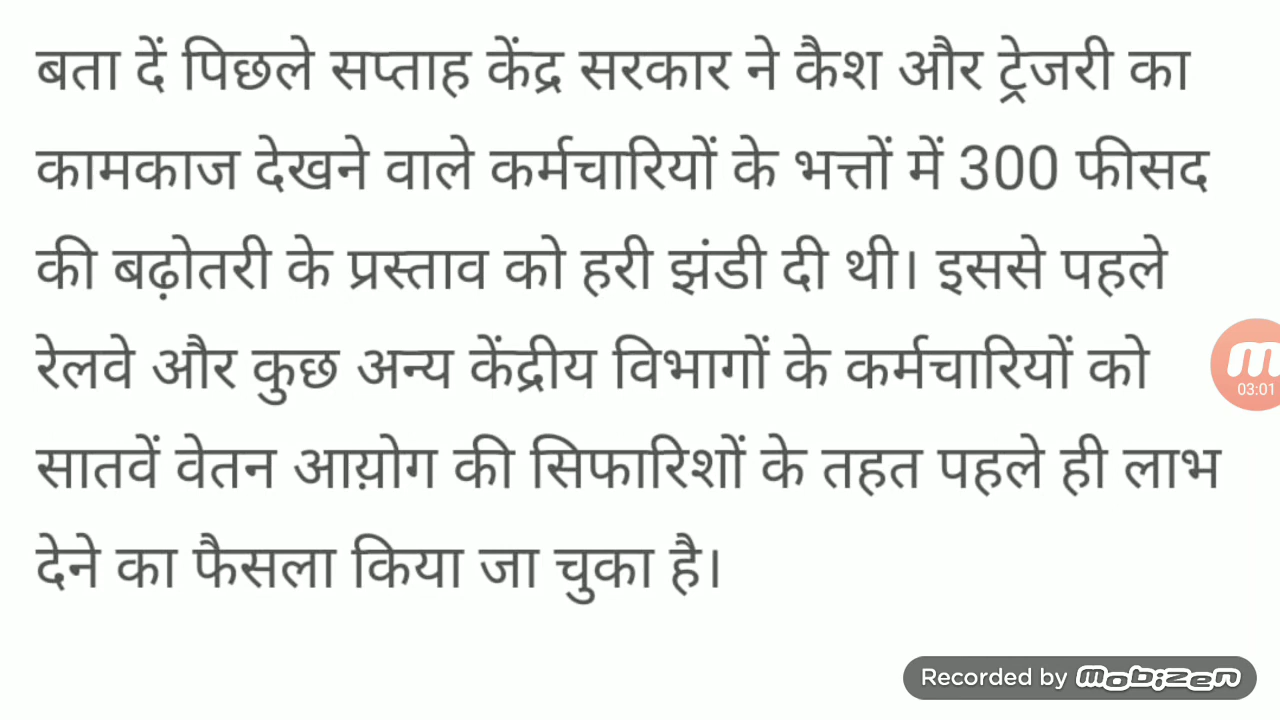 बता दें पिछले सप्ताह केंद्र सरकार ने कैश और ट्रेजरी का
कामकाज देखने वाले कर्मचारियों के भत्तों में 300 फीसद
की बढ़ोतरी के प्रस्ताव को हरी झंडी दी थी। इससे पहले
रेलवे और कुछ अन्य केंद्रीय विभागों के कर्मचारियों को
सातवें वेतन आय़ोग की सिफारिशों के तहत पहले ही लाभ
देने का फैसला किया जा चुका है।
m
03:01
Recorded by mobizen